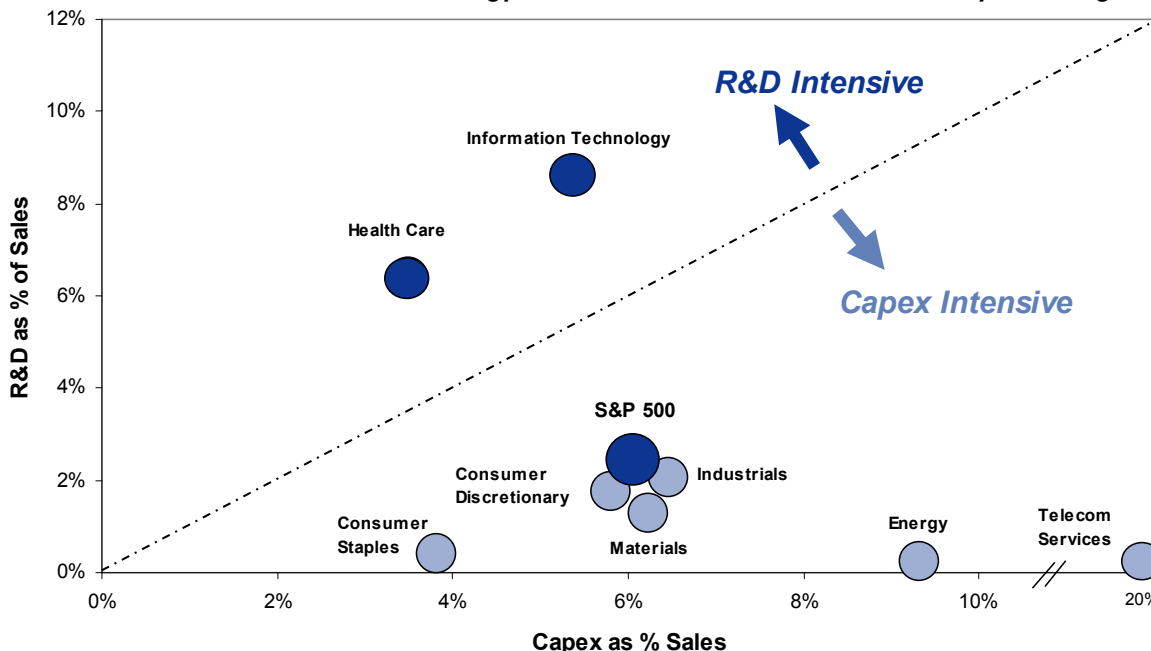 12%
10%
8%
6%
4%
2%
0%
R&D as % of Sales
R&D Intensive
Information Technology
Health Care
Capex Intensive
S&P 500
Consumer
Discretionary
Industrials
Materials
Consumer
Staples
Energy
Telecom
Services
0%
2%
4%
6%
8%
10%
20%
Capex as % Sales